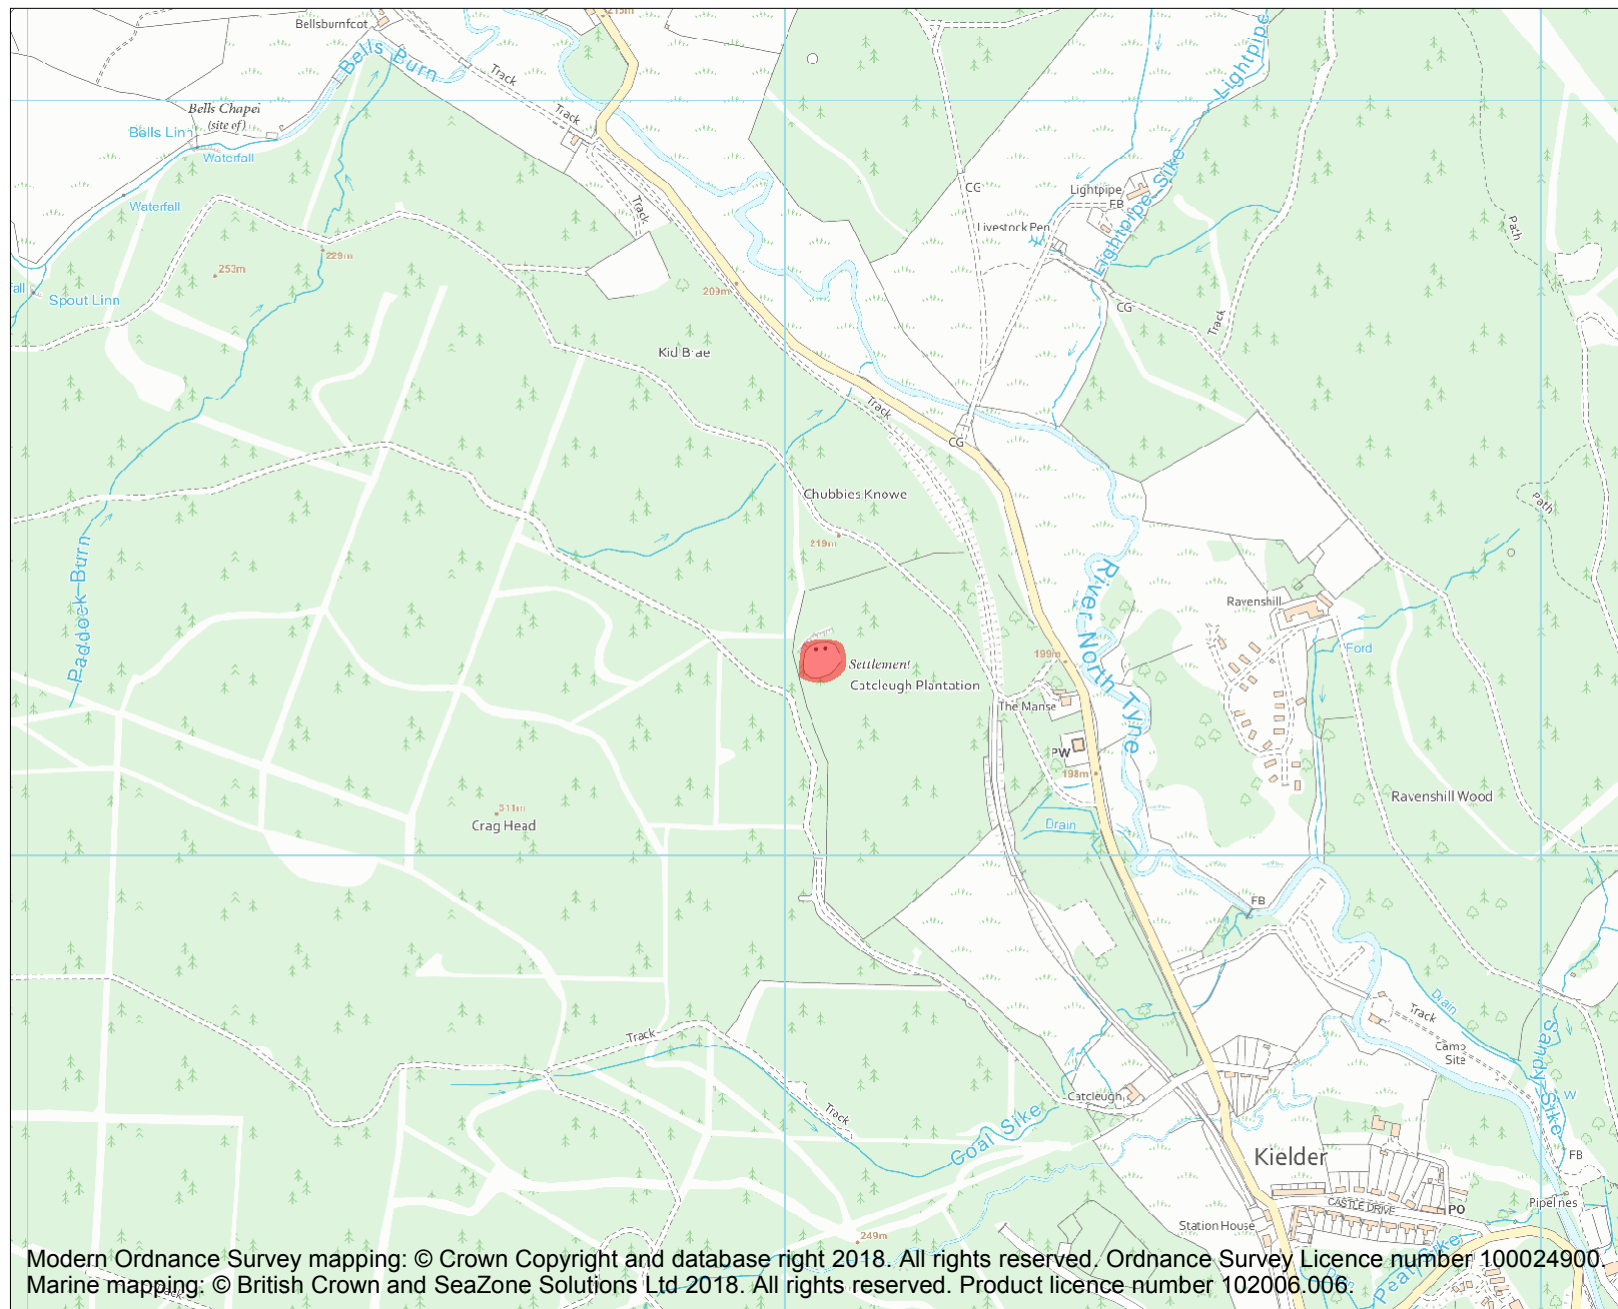 Bellsburnfoot
213m
Bells Burn
Track
Track
Lightpipe
Bells Chapel
(site of)
Bells Linn
Waterfall
Waterfall
Lightpipe Sike
CG
Lightpipe
FB
Track
Livestock Pen
Path
229m
253m
Spout Linn
209m
CG
Track
Kid Brae
Track
CG
Chubbies Knowe
Path
219m
Paddock Burn
River North Tyne
Ravenshill
Ford
199m
Settlement
Catcleugh Plantation
The Manse
PW
198m
311m
Crag Head
Drain
Ravenshill Wood
FB
Drain
Track
Track
Camp
Site
Sandy Sike
W
Catcleugh
Track
Coal Sike
Kielder
FB
Pipelines
CASTLE DRIVE
PO
Station House
249m
Pearp Sike
Track
Modern Ordnance Survey mapping: © Crown Copyright and database right 2018. All rights reserved. Ordnance Survey Licence number 100024900.
Marine mapping: © British Crown and SeaZone Solutions Ltd 2018. All rights reserved. Product licence number 102006.006.